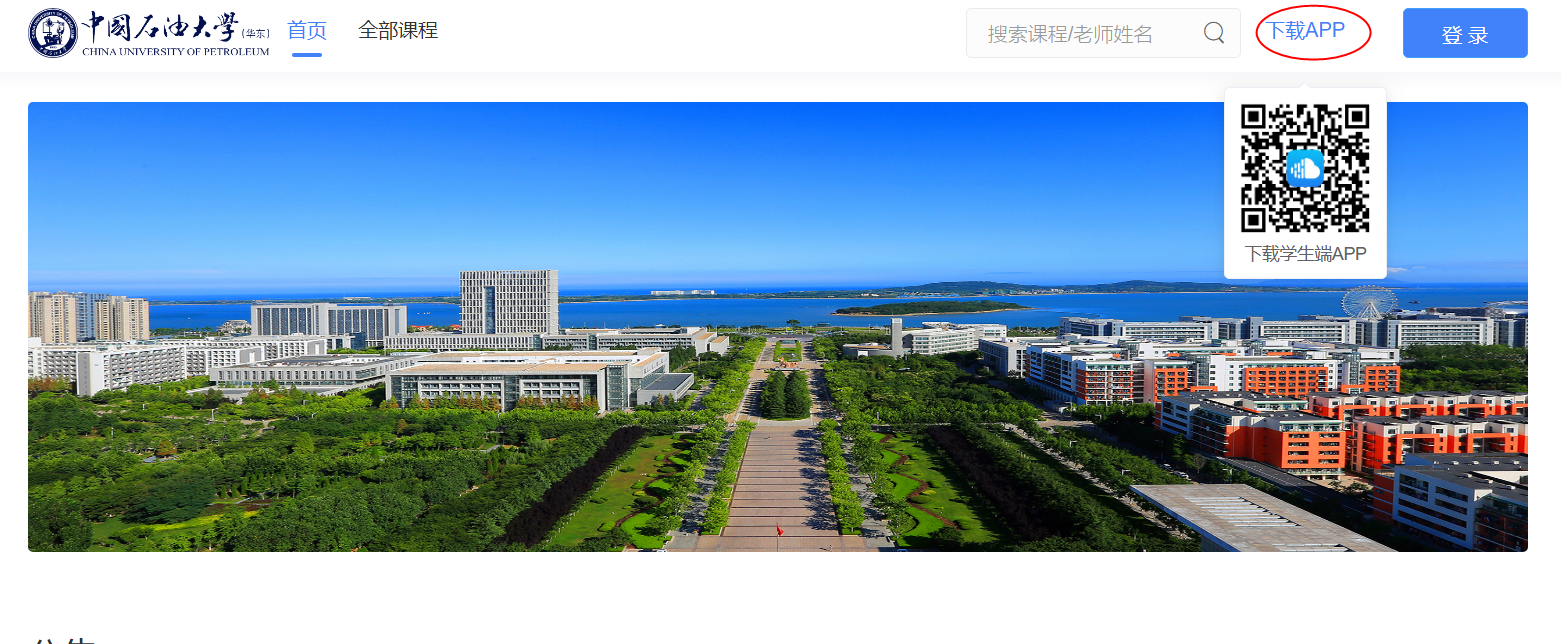 中國石油大學(华东)
CHINA UNIVERSITY OF PETROLEUM
首页
全部课程
搜索课程/老师姓名
下载APP
登录
下载学生端APP